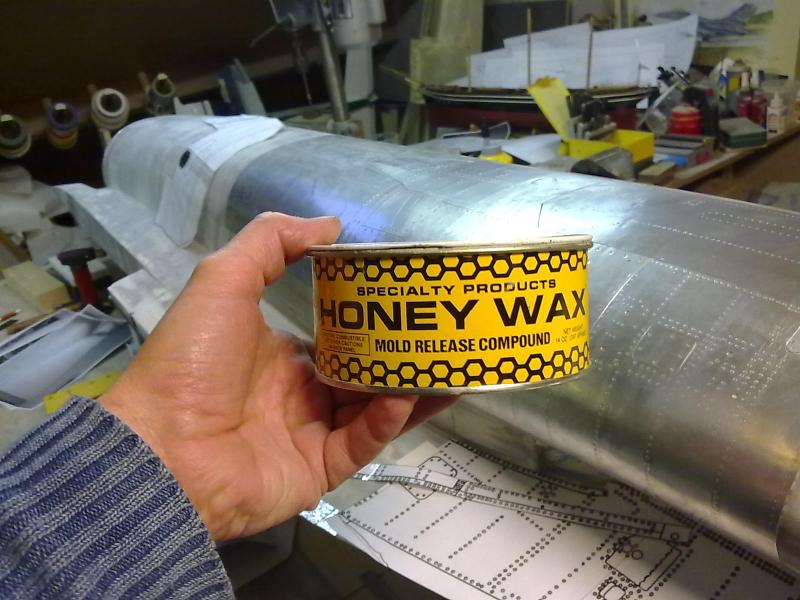 SPECIALTY PRODUCTS
HONEY WAX
MOLD RELEASE COMPOUND
NET WEIGHT